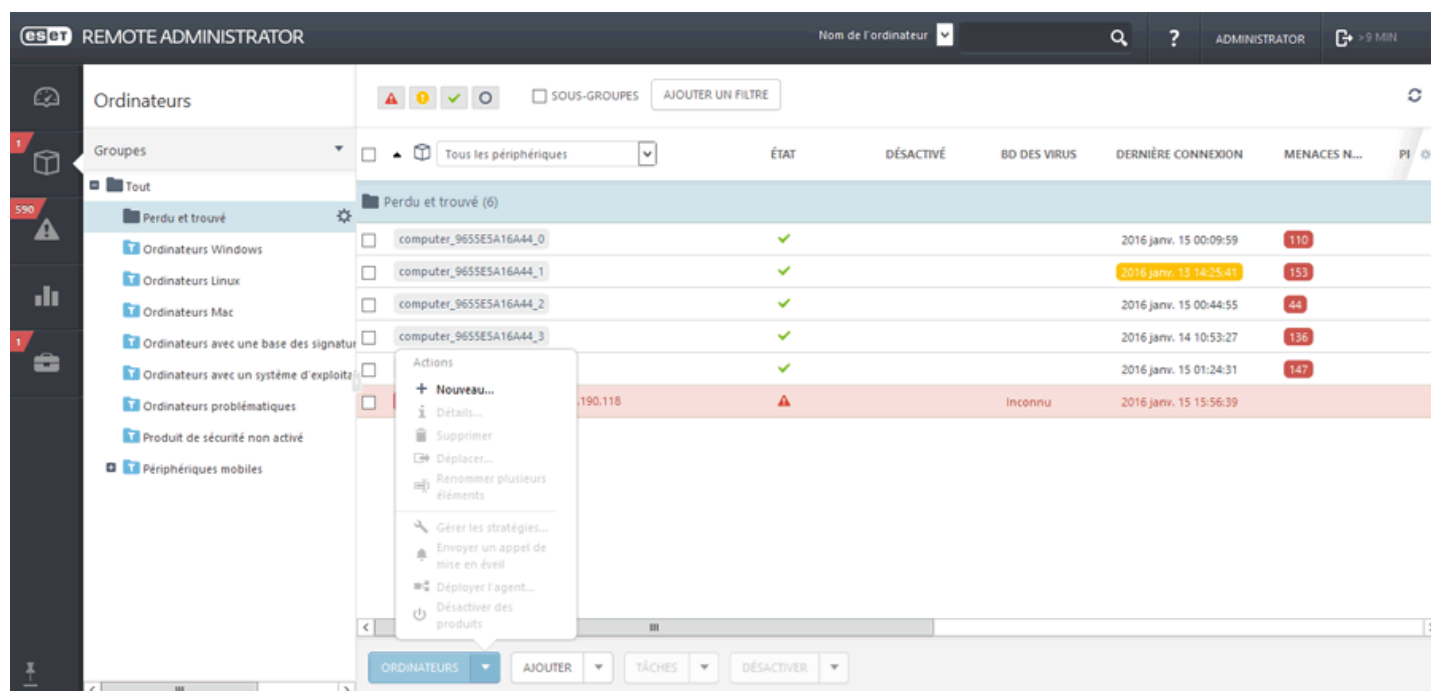 eset REMOTE ADMINISTRATOR
Nom de l'ordinateur
?
ADMINISTRATOR
>9 MIN
Ordinateurs
SOUS-GROUPES
AJOUTER UN FILTRE
1
Groupes
Tous les périphériques
ÉTAT
DÉSACTIVÉ
BD DES VIRUS
DERNIÈRE CONNEXION
MENACES N...
PI
Tout
590
Perdu et trouvé
Ordinateurs Windows
Ordinateurs Linux
Ordinateurs Mac
1
Ordinateurs avec une base des signatur
Ordinateurs avec un système d'exploita
Ordinateurs problématiques
Produit de sécurité non activé
Périphériques mobiles
Perdu et trouvé (6)
computer_9655E5A16A44_0
2016 janv. 15 00:09:59
110
computer_9655E5A16A44_1
2016 janv. 13 14:25:41
153
computer_9655E5A16A44_2
2016 janv. 15 00:44:55
44
computer_9655E5A16A44_3
2016 janv. 14 10:53:27
136
2016 janv. 15 01:24:31
147
.190.118
Inconnu
2016 janv. 15 15:56:39
Actions
Nouveau...
Détails...
Supprimer
Déplacer...
Renommer plusieurs
éléments
Gérer les stratégies...
Envoyer un appel de
mise en éveil
Déployer l'agent...
Désactiver des
produits
ORDINATEURS
AJOUTER
TÂCHES
DÉSACTIVER